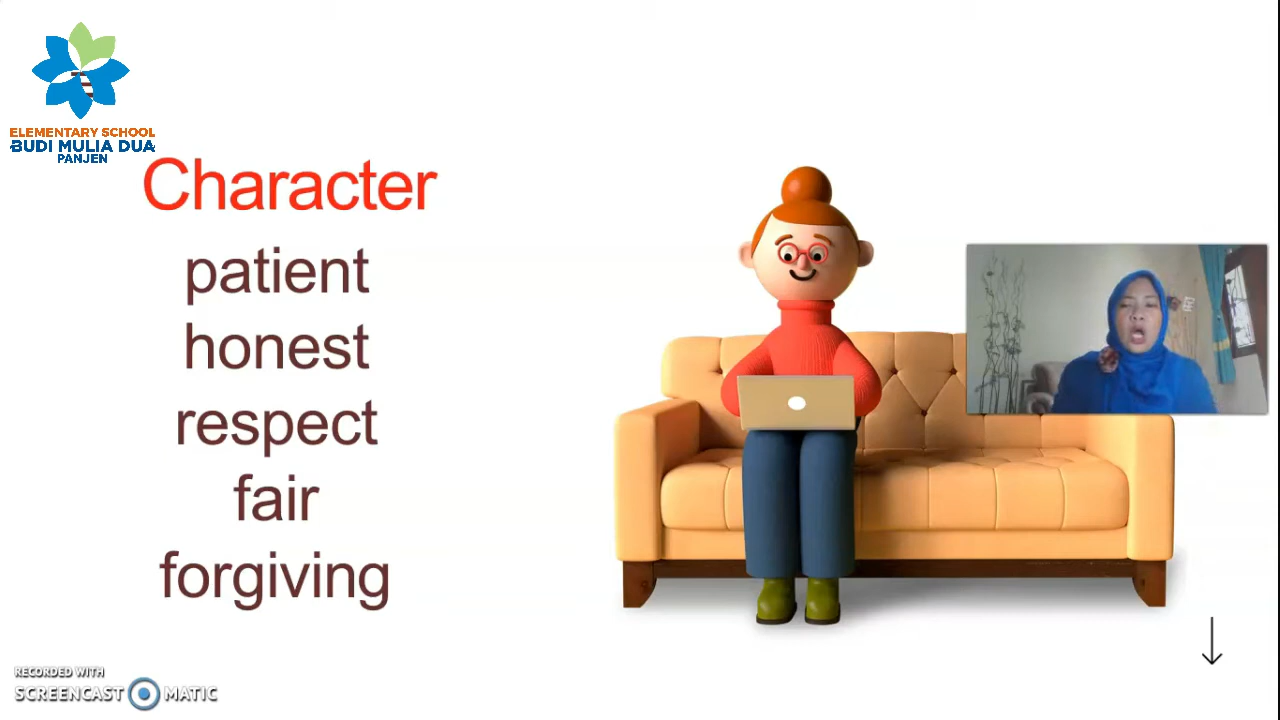 ELEMENTARY SCHOOL
BUDI MULIA DUA
PANJEN
Character
patient
honest
respect
fair
forgiving
RECORDED WITH
SCREENCAST MATIC